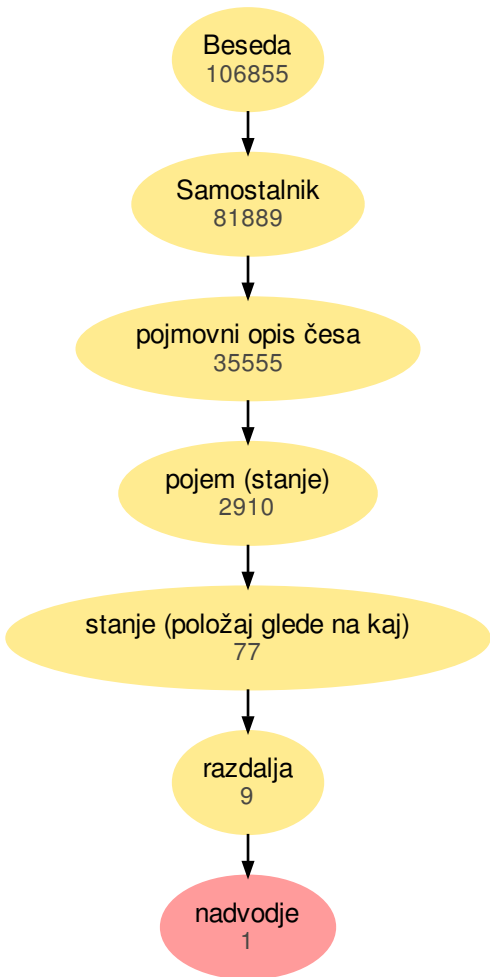 Beseda
106855
Samostalnik
81889
pojmovni opis česa
35555
pojem (stanje)
2910
stanje (položaj glede na kaj)
77
razdalja
9
nadvodje
1